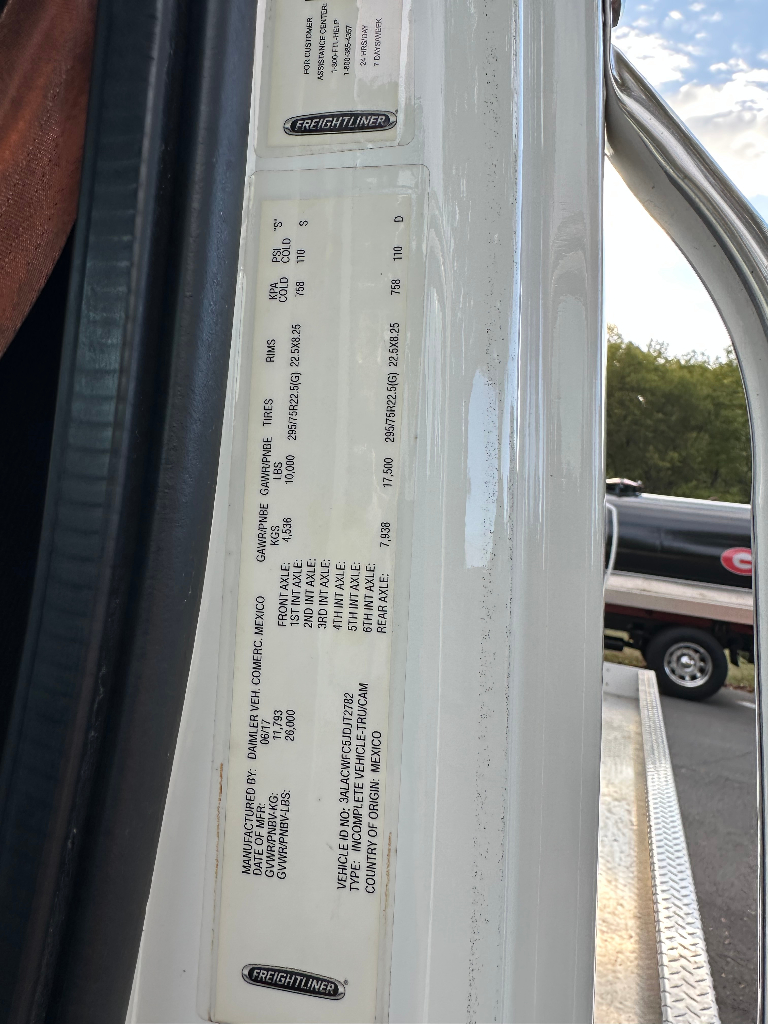 FOR CUSTOMER
ASSISTANCE CENTER:
1-800-FTL-HELP
1-800-385-4357
24 HRS/DAY
7 DAYS/WEEK
FREIGHTLINER
MANUFACTURED BY: DAIMLER VEH. COMERC. MEXICO
DATE OF MFR: 06/17
GVWR/PNBV-KG: 11,793
GVWR/PNBV-LBS: 26,000
VEHICLE ID NO: 3ALACWFC5JDJT2782
TYPE: INCOMPLETE VEHICLE-TRU/CAM
COUNTRY OF ORIGIN: MEXICO
GAWR/PNBE KGS GAWR/PNBE LBS TIRES RIMS KPA COLD PSI COLD "S"
FRONT AXLE: 4,536 10,000 295/75R22.5(G) 22.5X8.25 758 110 S
1ST INT AXLE:
2ND INT AXLE:
3RD INT AXLE:
4TH INT AXLE:
5TH INT AXLE:
6TH INT AXLE:
REAR AXLE: 7,938 17,500 295/75R22.5(G) 22.5X8.25 758 110 D
FREIGHTLINER